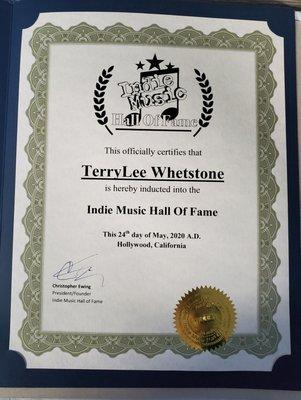 Indie
Music
Hall Of Fame
This officially certifies that
TerryLee Whetstone
is hereby inducted into the
Indie Music Hall Of Fame
This 24th day of May, 2020 A.D.
Hollywood, California
Christopher Ewing
President/Founder
Indie Music Hall of Fame